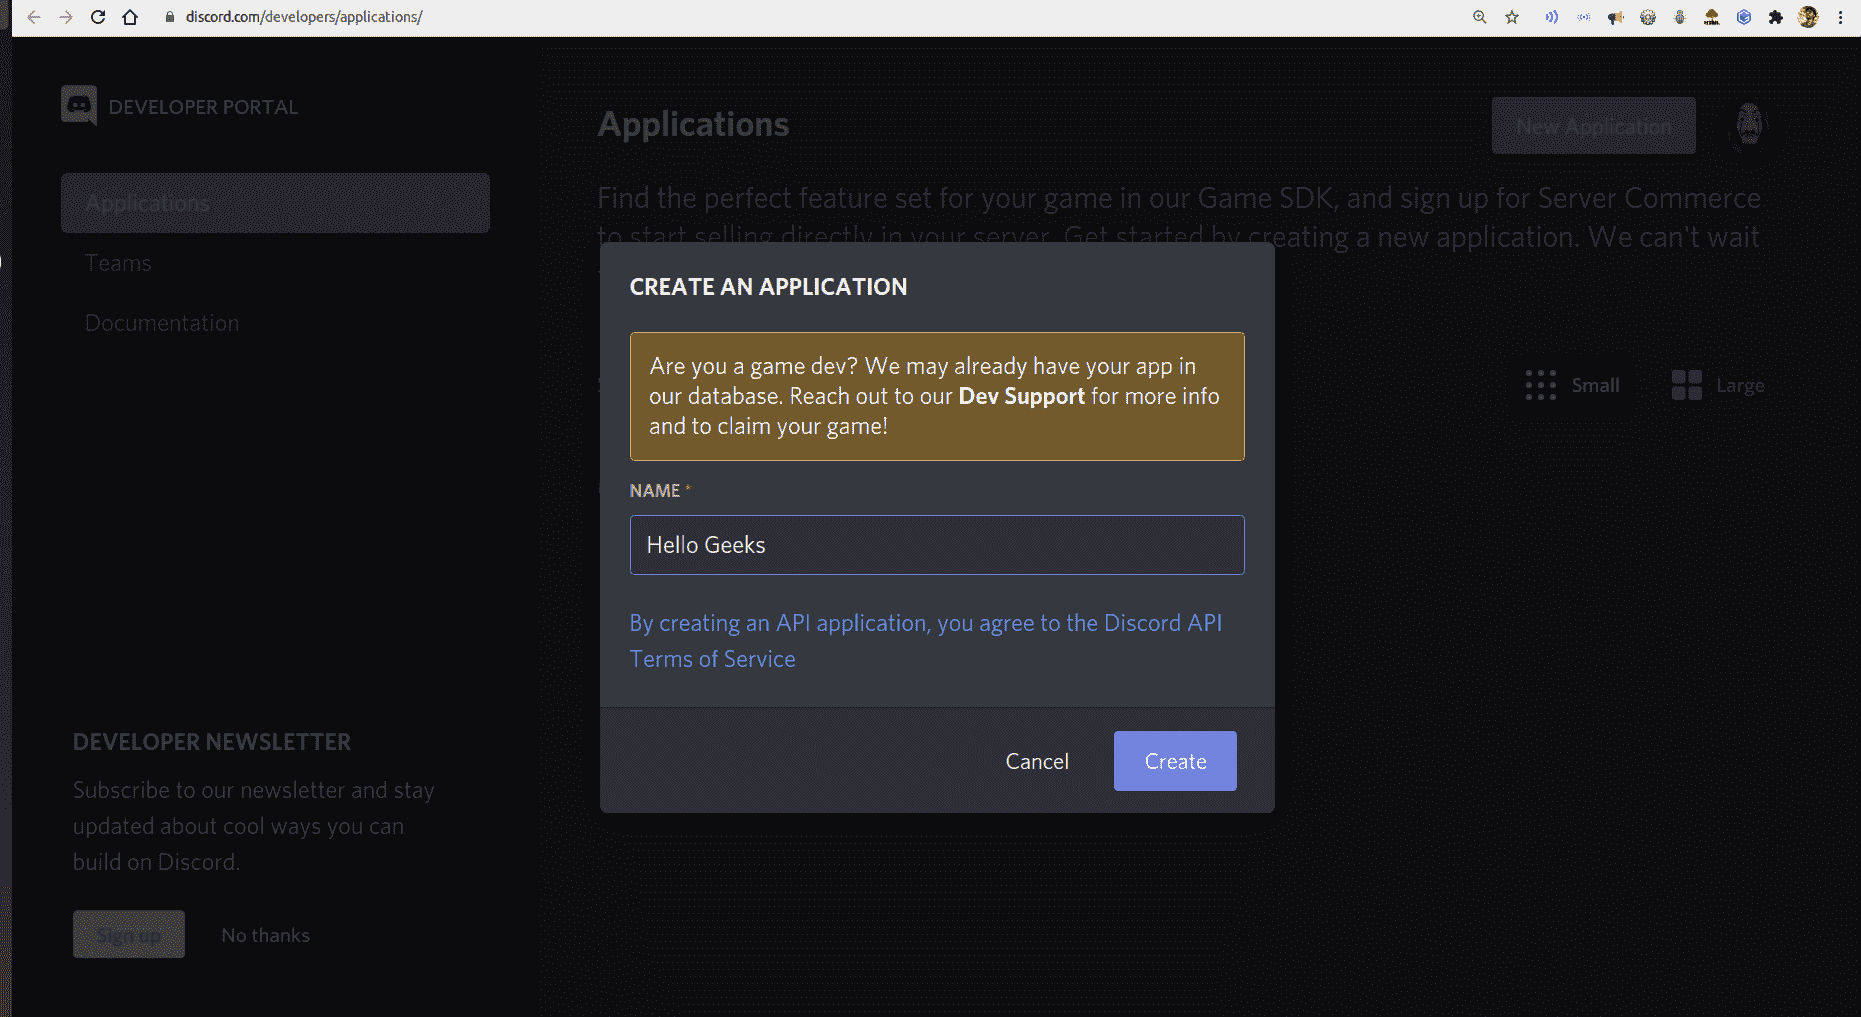 discord.com/developers/applications/
DEVELOPER PORTAL
Applications
Teams
Documentation
DEVELOPER NEWSLETTER
Subscribe to our newsletter and stay
updated about cool ways you can
build on Discord.
Sign up
No thanks
Applications
New Application
Find the perfect feature set for your game in our Game SDK, and sign up for Server Commerce
to start selling directly in your server. Get started by creating a new application. We can't wait
Small
Large
CREATE AN APPLICATION
Are you a game dev? We may already have your app in
our database. Reach out to our Dev Support for more info
and to claim your game!
NAME *
Hello Geeks
By creating an API application, you agree to the Discord API
Terms of Service
Cancel
Create